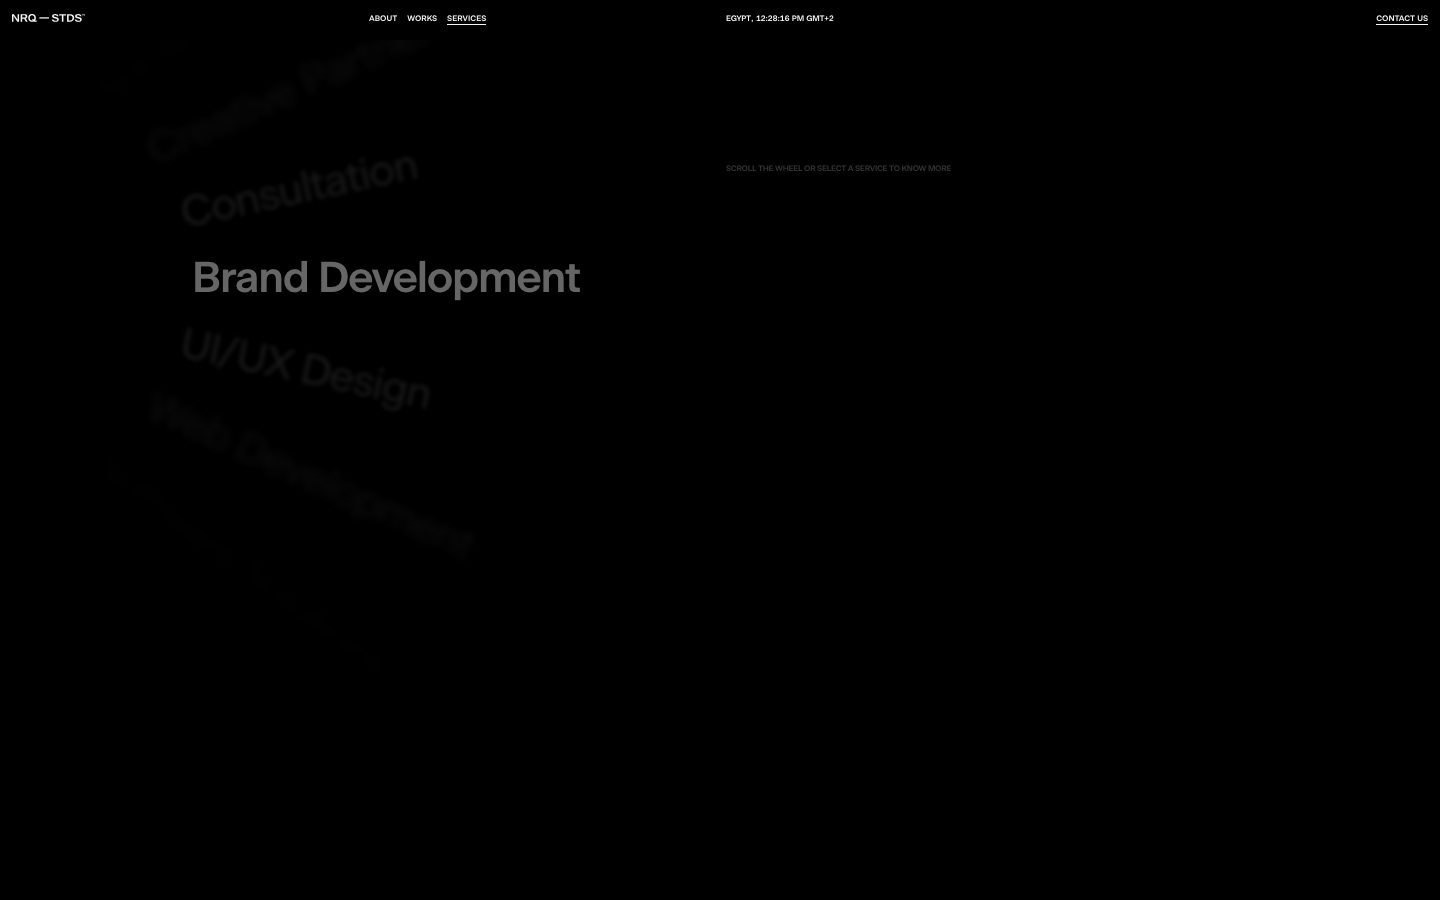 NRQ — STDS™
ABOUT WORKS SERVICES
EGYPT, 12:28:16 PM GMT+2
CONTACT US
Creative
Consultation
SCROLL THE WHEEL OR SELECT A SERVICE TO KNOW MORE
Brand Development
UI/UX Design
Web Development